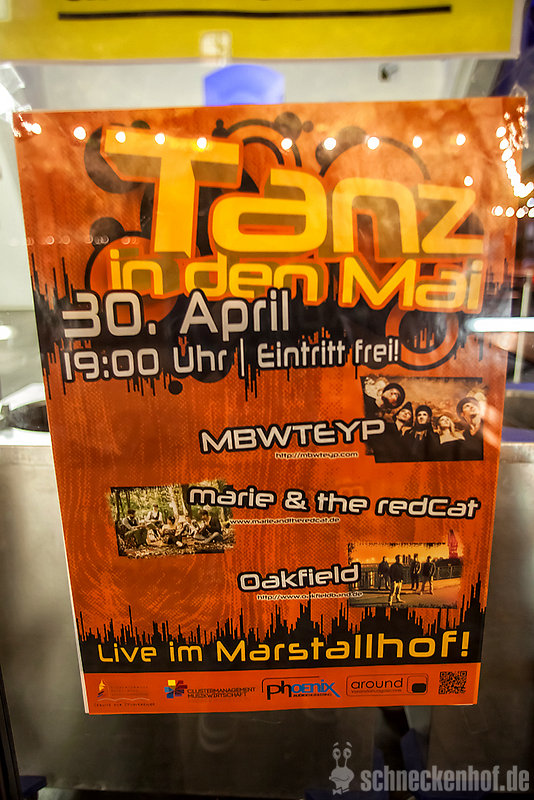 Tanz
in den Mai
30. April
19:00 Uhr | Eintritt frei!
MBWTEYP
http://mbwteyp.com
marie & the redCat
www.marieandtheredcat.de
Oakfield
http://www.oakfieldband.de
Live im Marstallhof!
CLUSTERMANAGEMENT
MUSIKWIRTSCHAFT
phoenix
around
schneckenhof.de